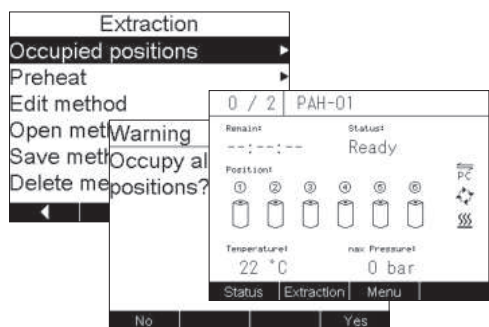 Extraction
Occupied positions
Preheat
Edit method
Open meth
Save meth
Delete me
Warning
Occupy al
positions?
No
Yes
0 / 2 PAH-01
Remain:
Status:
--:--:--
Ready
Position:
1 2 3 4 5 6
PC
Temperature:
max Pressure:
22 °C
0 bar
Status Extraction Menu